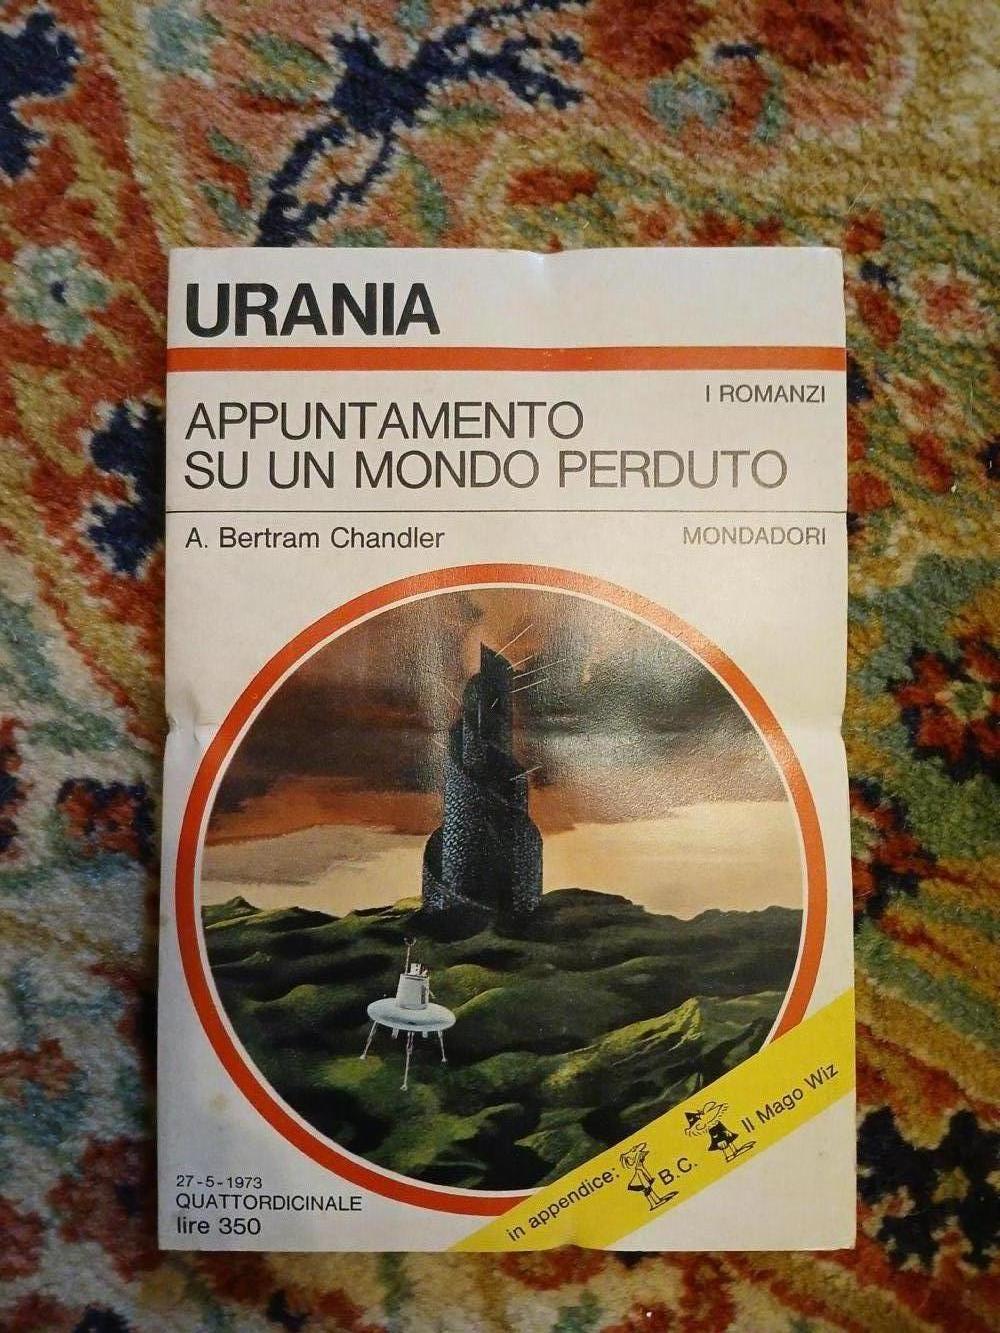 URANIA
I ROMANZI
APPUNTAMENTO
SU UN MONDO PERDUTO
A. Bertram Chandler
MONDADORI
27-5-1973
QUATTORDICINALE
lire 350
in appendice: B.C. Il Mago Wiz